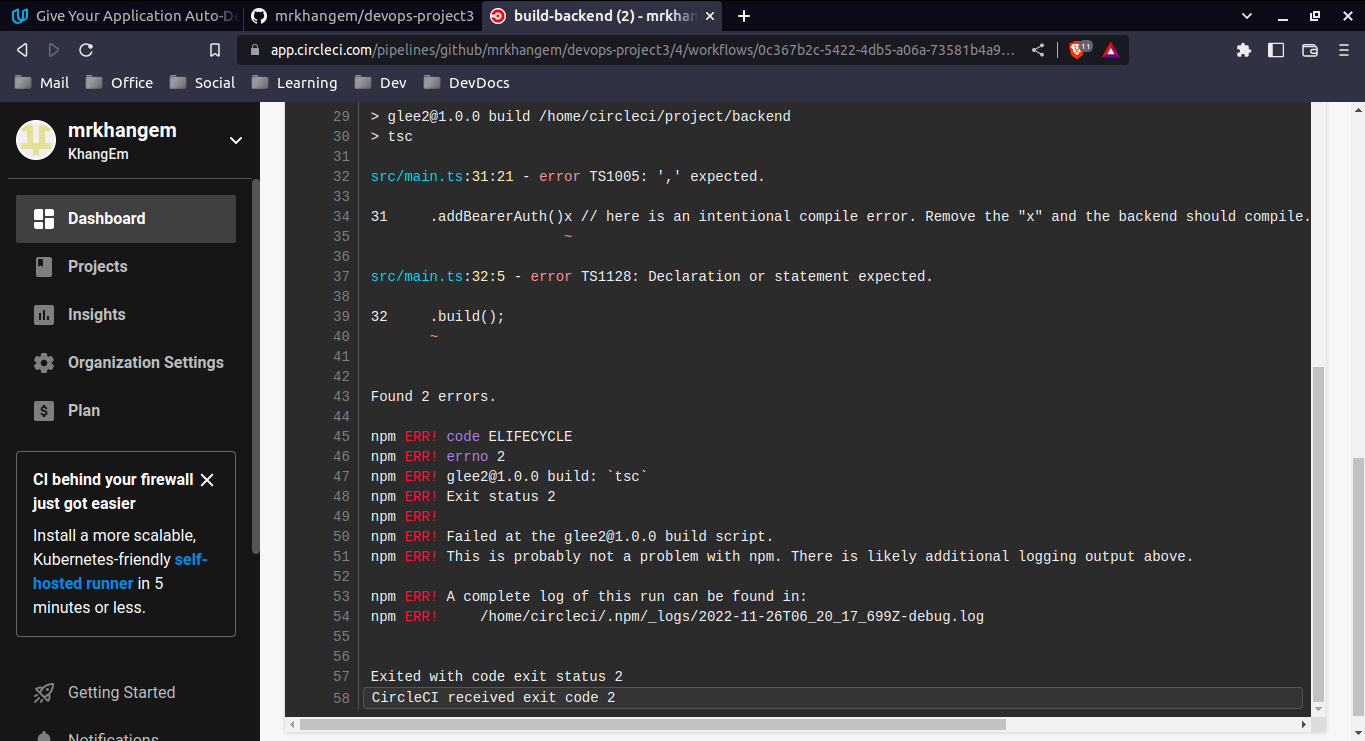 Give Your Application Auto-De
mrkhangem/devops-project3
build-backend (2) - mrkhan
app.circleci.com/pipelines/github/mrkhangem/devops-project3/4/workflows/0c367b2c-5422-4db5-a06a-73581b4a9...
11
Mail
Office
Social
Learning
Dev
DevDocs
mrkhangem
KhangEm
Dashboard
Projects
Insights
Organization Settings
Plan
CI behind your firewall
just got easier
Install a more scalable,
Kubernetes-friendly self-
hosted runner in 5
minutes or less.
Getting Started
Notifications
29 > glee2@1.0.0 build /home/circleci/project/backend
30 > tsc
31
32 src/main.ts:31:21 - error TS1005: ',' expected.
33
34 31     .addBearerAuth()x // here is an intentional compile error. Remove the "x" and the backend should compile.
35 ~
36
37 src/main.ts:32:5 - error TS1128: Declaration or statement expected.
38
39 32     .build();
40 ~
41
42
43 Found 2 errors.
44
45 npm ERR! code ELIFECYCLE
46 npm ERR! errno 2
47 npm ERR! glee2@1.0.0 build: `tsc`
48 npm ERR! Exit status 2
49 npm ERR!
50 npm ERR! Failed at the glee2@1.0.0 build script.
51 npm ERR! This is probably not a problem with npm. There is likely additional logging output above.
52
53 npm ERR! A complete log of this run can be found in:
54 npm ERR!     /home/circleci/.npm/_logs/2022-11-26T06_20_17_699Z-debug.log
55
56
57 Exited with code exit status 2
58 CircleCI received exit code 2